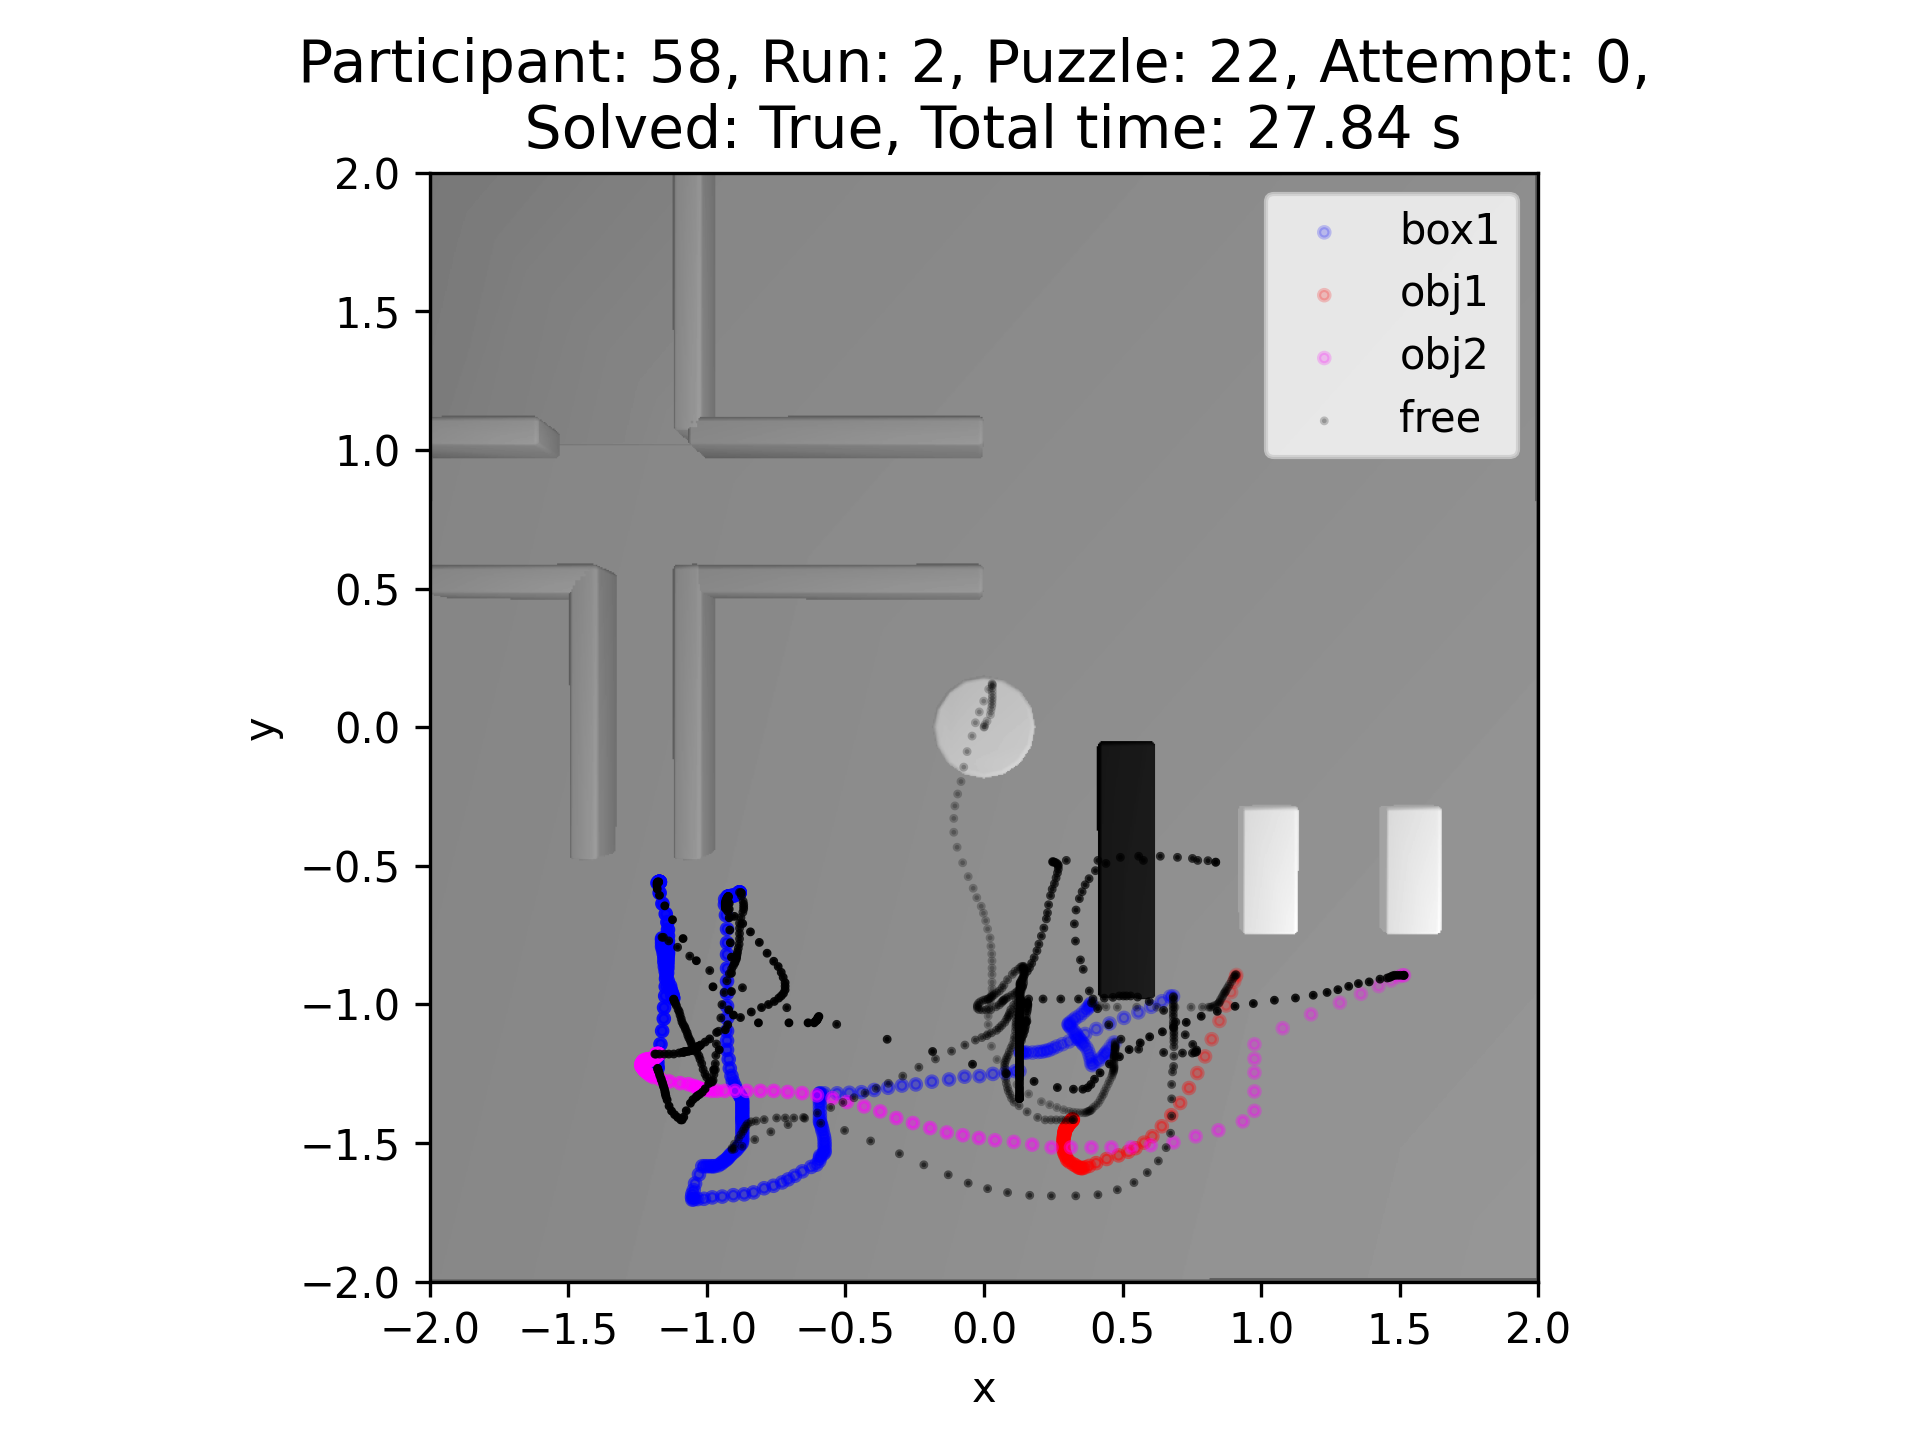 Participant: 58, Run: 2, Puzzle: 22, Attempt: 0,
Solved: True, Total time: 27.84 s
2.0
1.5
1.0
0.5
0.0
−0.5
−1.0
−1.5
−2.0
y
box1
obj1
obj2
free
−2.0 −1.5 −1.0 −0.5 0.0 0.5 1.0 1.5 2.0
x